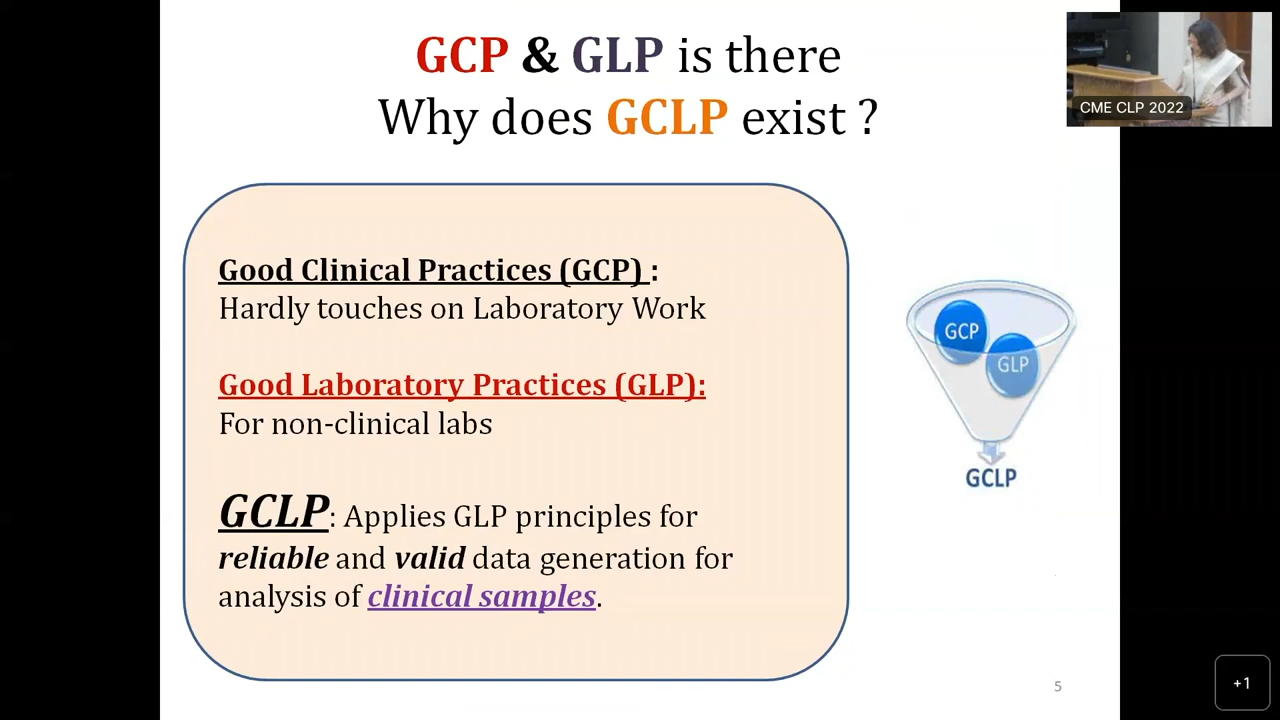 GCP & GLP is there
Why does GCLP exist ?
CME CLP 2022
Good Clinical Practices (GCP) :
Hardly touches on Laboratory Work
Good Laboratory Practices (GLP):
For non-clinical labs
GCLP: Applies GLP principles for
reliable and valid data generation for
analysis of clinical samples.
GCP
GLP
GCLP
5
+1